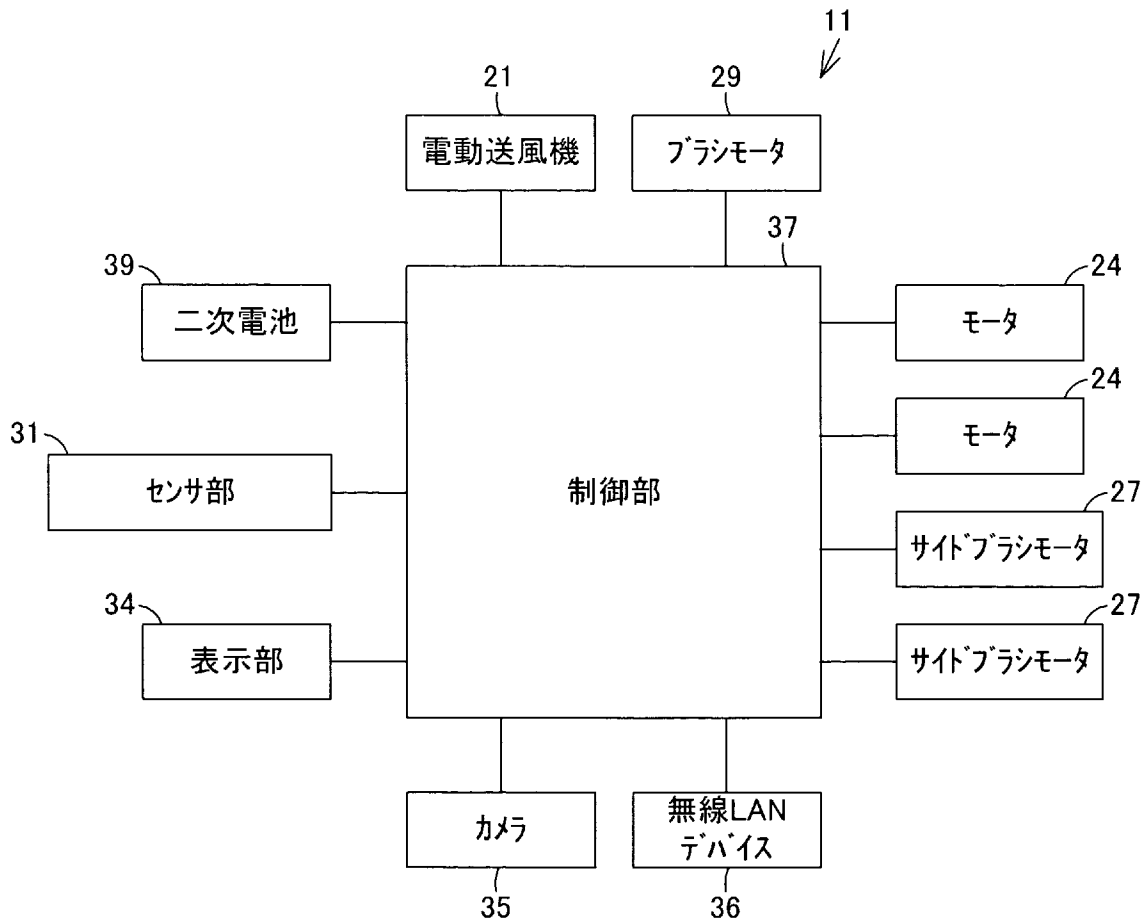 11
21
29
電動送風機
ブラシモータ
37
39
24
二次電池
モータ
24
モータ
31
センサ部
制御部
27
サイドブラシモータ
34
27
表示部
サイドブラシモータ
カメラ
無線LAN
デバイス
35
36